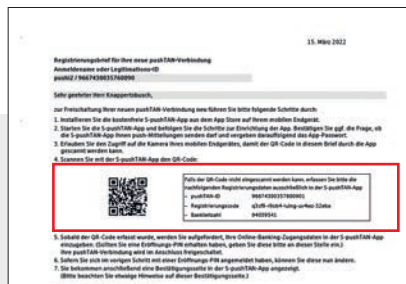 15. März 2022
Registrierungsbrief für Ihre neue pushTAN-Verbindung
Anmeldename oder Legitimations-ID
pushi2 / 9667430035760890
Sehr geehrter Herr Knappertsbusch,
zur Freischaltung Ihrer neuen pushTAN-Verbindung neu führen Sie bitte folgende Schritte durch:
1. Installieren Sie die kostenfreie S-pushTAN-App aus dem App Store auf Ihrem mobilen Endgerät.
2. Starten Sie die S-pushTAN-App und befolgen Sie die Schritte zur Einrichtung der App. Bestätigen Sie ggf. die Frage, ob
die S-pushTAN-App Ihnen push-Mitteilungen senden darf und vergeben darauffolgend das App-Passwort.
3. Erlauben Sie den Zugriff auf die Kamera Ihres mobilen Endgerätes, damit der QR-Code in diesem Brief durch die App
gescannt werden kann.
4. Scannen Sie mit der S-pushTAN-App den QR-Code:
Falls der QR-Code nicht eingescannt werden kann, erfassen Sie bitte die
nachfolgenden Registrierungsdaten ausschließlich in der S-pushTAN-App
- pushTAN-ID
- Registrierungscode
- Bankleitzahl 94059541
5. Sobald der QR-Code erfasst wurde, werden Sie aufgefordert, Ihre Online-Banking-Zugangsdaten in der S-pushTAN-App
einzugeben. (Sollten Sie eine Eröffnungs-PIN erhalten haben, geben Sie diese bitte an dieser Stelle ein.)
Ihre pushTAN-Verbindung wird im Anschluss freigeschaltet.
6. Sofern Sie sich im vorigen Schritt mit einer Eröffnungs-PIN angemeldet haben, können Sie diese nun ändern.
7. Sie bekommen anschließend eine Bestätigungsseite in der S-pushTAN-App angezeigt.
(Bitte beachten Sie etwaige Hinweise auf dieser Bestätigungsseite.)